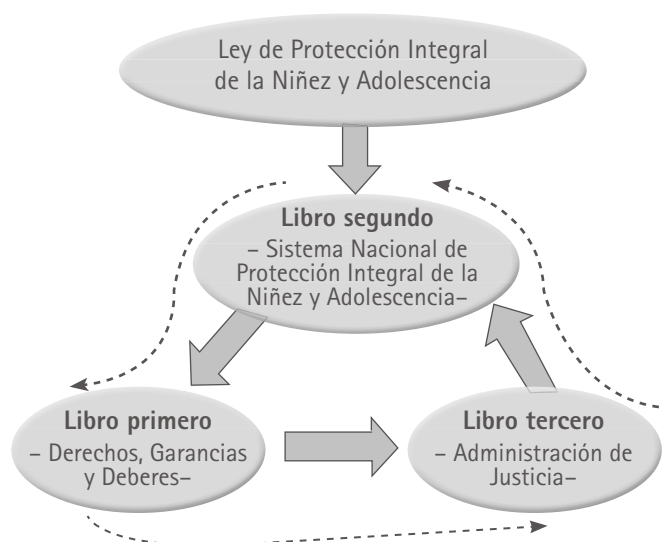 Ley de Protección Integral
de la Niñez y Adolescencia
Libro segundo
– Sistema Nacional de
Protección Integral de la
Niñez y Adolescencia–
Libro primero
– Derechos, Garancias
y Deberes–
Libro tercero
– Administración de
Justicia–